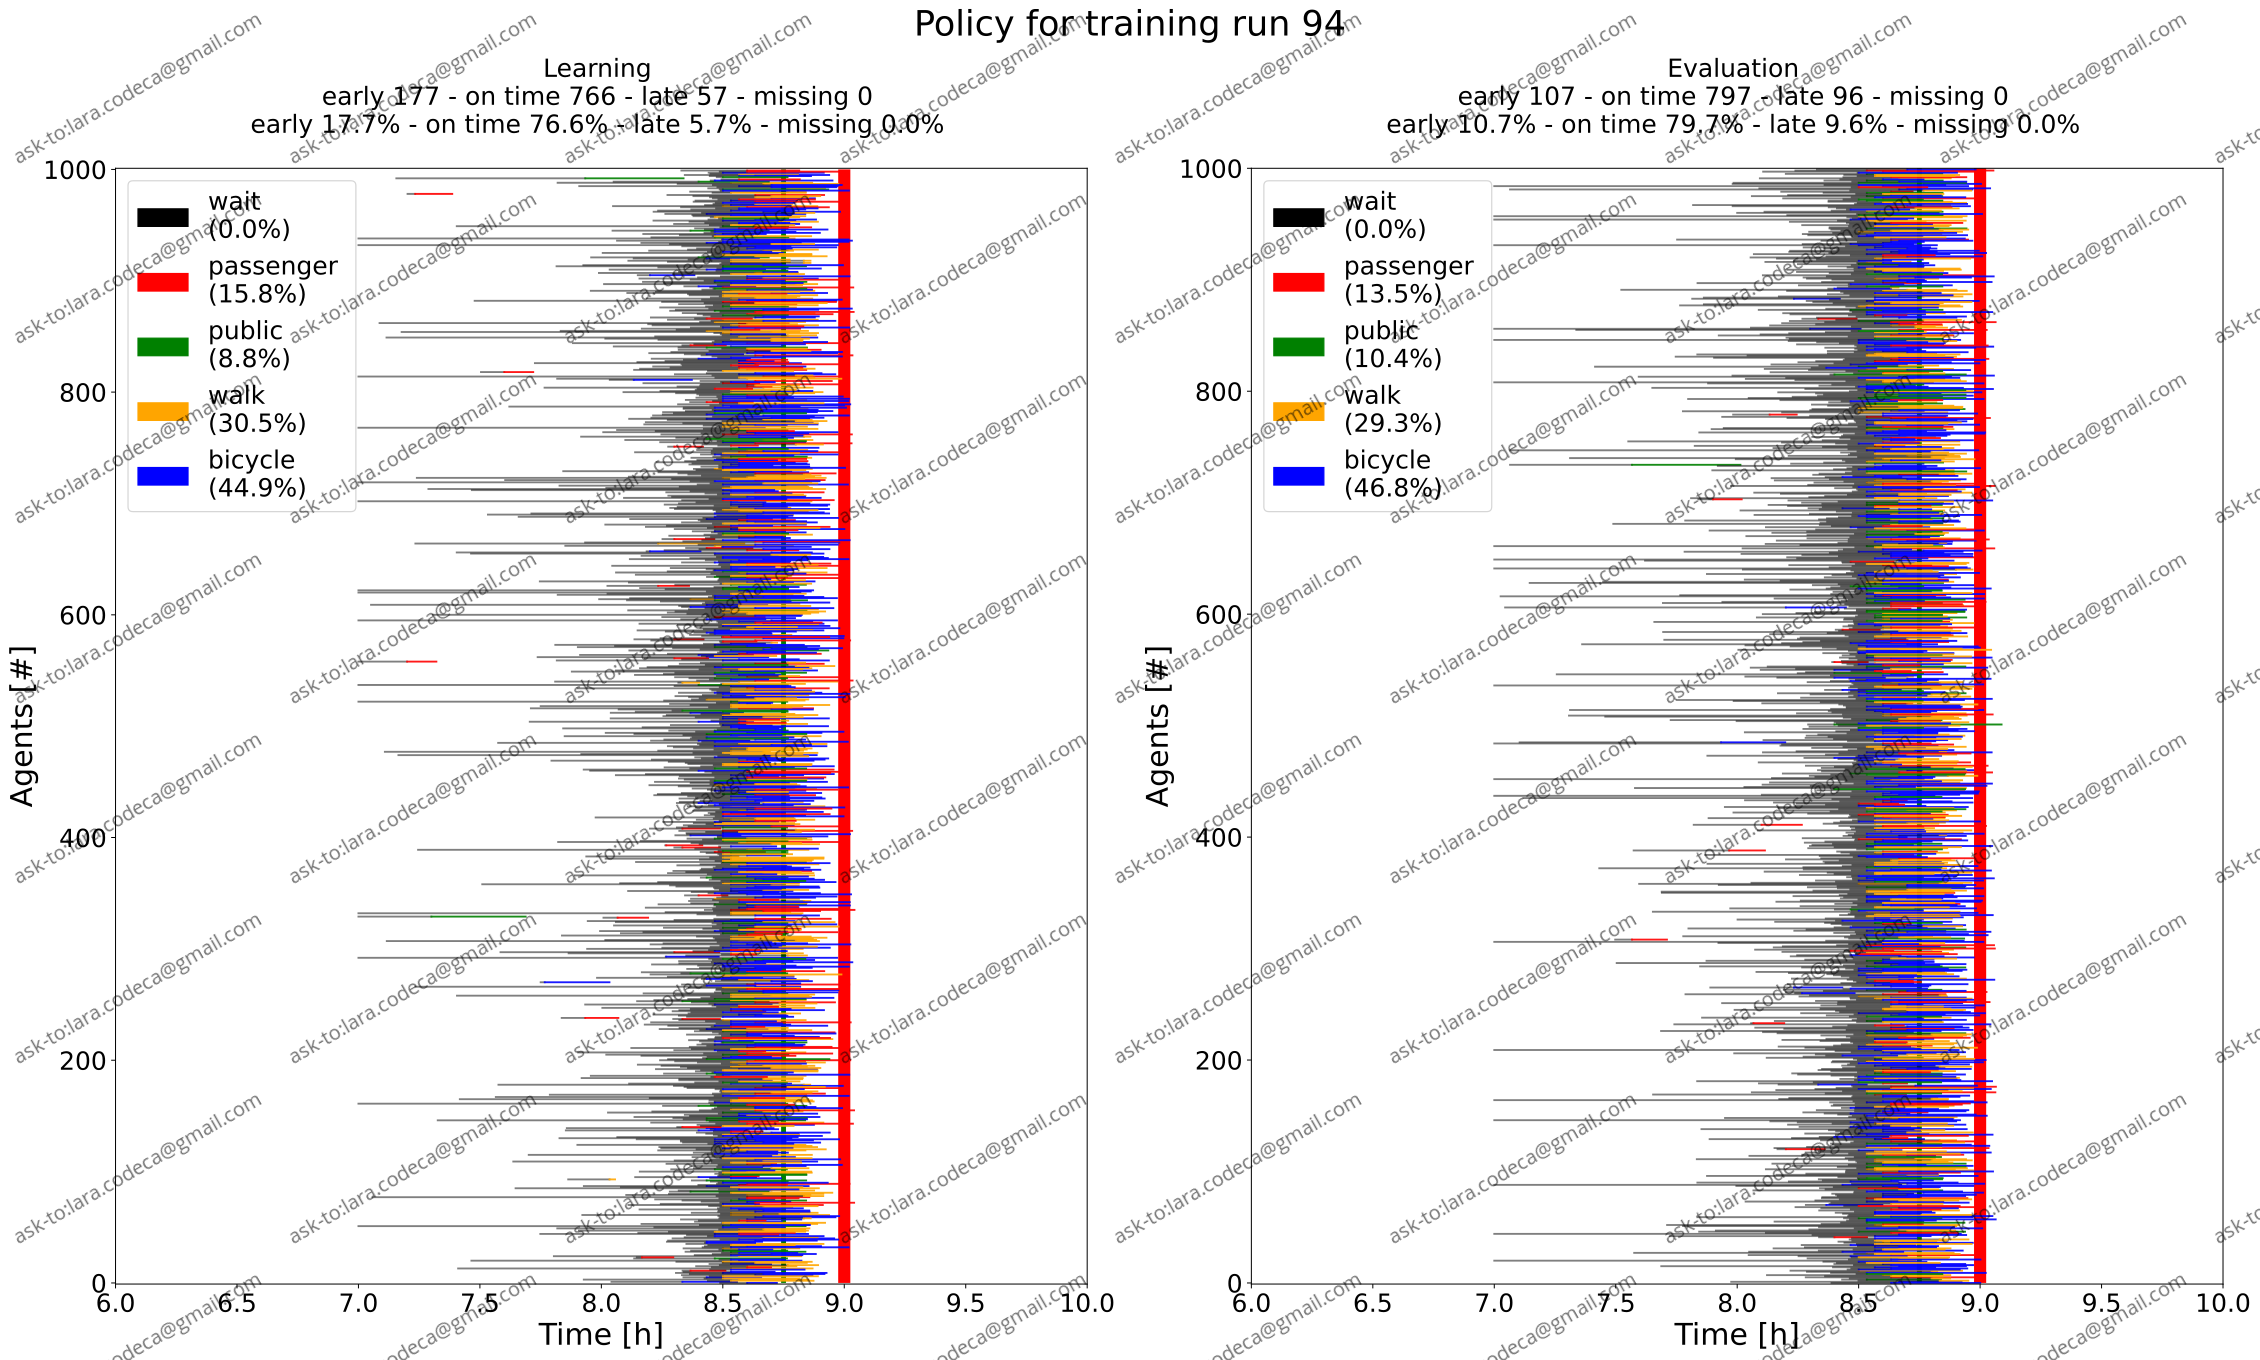 Policy for training run 94
Learning
early 177 - on time 766 - late 57 - missing 0
early 17.7% - on time 76.6% - late 5.7% - missing 0.0%
Evaluation
early 107 - on time 797 - late 96 - missing 0
early 10.7% - on time 79.7% - late 9.6% - missing 0.0%
wait
(0.0%)
passenger
(15.8%)
public
(8.8%)
walk
(30.5%)
bicycle
(44.9%)
1000
800
600
400
200
0
Agents [#]
6.0 6.5 7.0 7.5 8.0 8.5 9.0 9.5 10.0
Time [h]
wait
(0.0%)
passenger
(13.5%)
public
(10.4%)
walk
(29.3%)
bicycle
(46.8%)
1000
800
600
400
200
0
Agents [#]
6.0 6.5 7.0 7.5 8.0 8.5 9.0 9.5 10.0
Time [h]
ask-to:lara.codeca@gmail.com